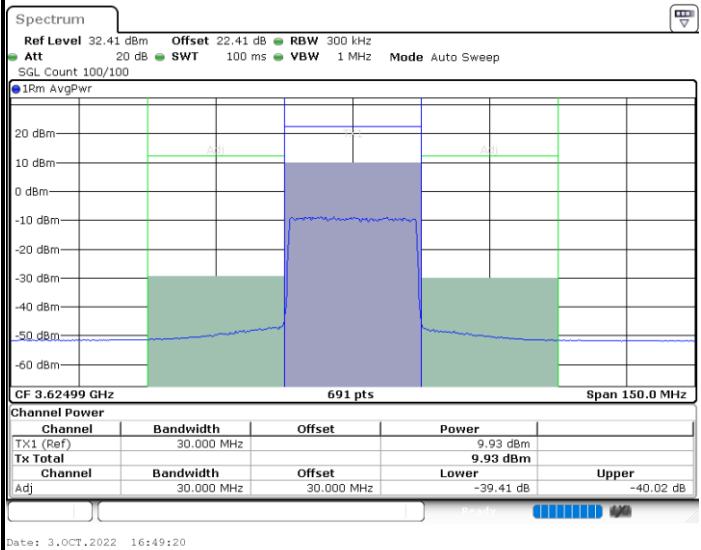 Spectrum
Ref Level 32.41 dBm Offset 22.41 dB RBW 300 kHz
Att 20 dB SWT 100 ms VBW 1 MHz Mode Auto Sweep
SGL Count 100/100
1Rm AvgPwr
20 dBm
Adj Adj
10 dBm
0 dBm
-10 dBm
-20 dBm
-30 dBm
-40 dBm
-50 dBm
-60 dBm
CF 3.62499 GHz 691 pts Span 150.0 MHz
Channel Power
Channel Bandwidth Offset Power
TX1 (Ref) 30.000 MHz 9.93 dBm
Tx Total 9.93 dBm
Channel Bandwidth Offset Lower Upper
Adj 30.000 MHz 30.000 MHz -39.41 dB -40.02 dB
Ready
Date: 3.OCT.2022 16:49:20